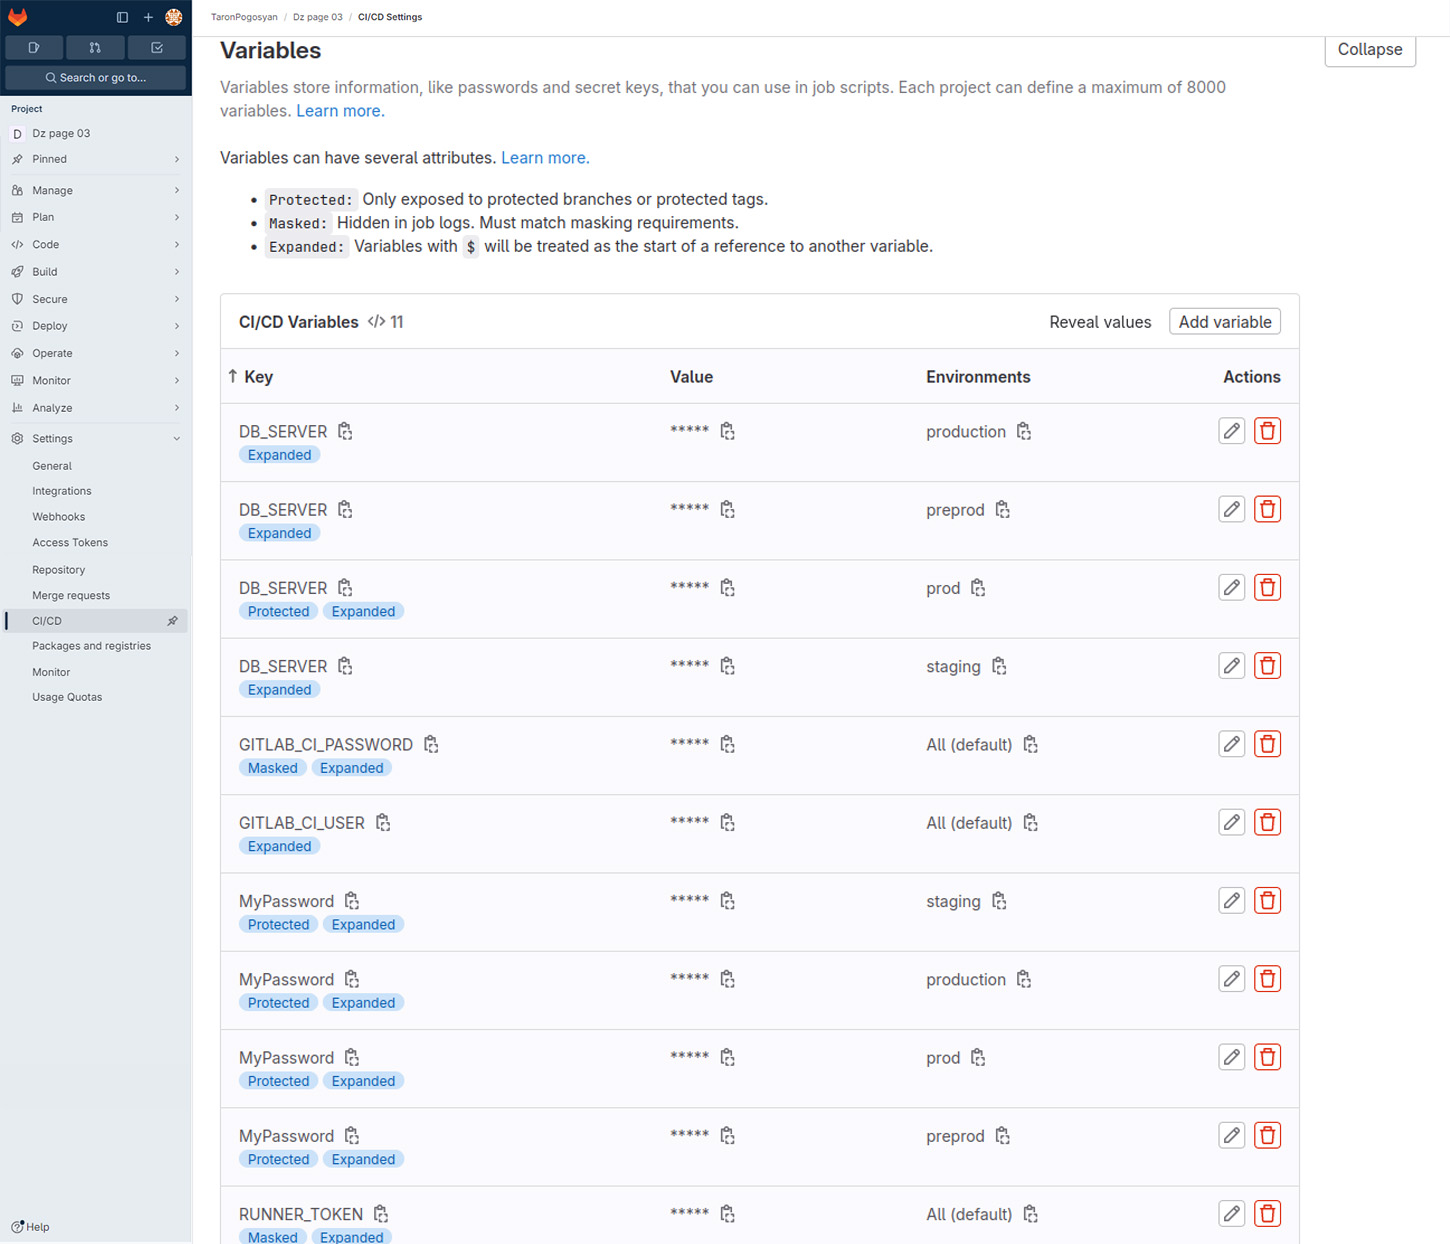 TaronPogosyan / Dz page 03 / CI/CD Settings
Search or go to...
Project
D Dz page 03
Pinned
Manage
Plan
Code
Build
Secure
Deploy
Operate
Monitor
Analyze
Settings
General
Integrations
Webhooks
Access Tokens
Repository
Merge requests
CI/CD
Packages and registries
Monitor
Usage Quotas
Help
Variables
Collapse
Variables store information, like passwords and secret keys, that you can use in job scripts. Each project can define a maximum of 8000
variables. Learn more.
Variables can have several attributes. Learn more.
• Protected: Only exposed to protected branches or protected tags.
• Masked: Hidden in job logs. Must match masking requirements.
• Expanded: Variables with $ will be treated as the start of a reference to another variable.
CI/CD Variables </> 11 Reveal values Add variable
↑ Key Value Environments Actions
DB_SERVER ***** production
Expanded
DB_SERVER ***** preprod
Expanded
DB_SERVER ***** prod
Protected Expanded
DB_SERVER ***** staging
Expanded
GITLAB_CI_PASSWORD ***** All (default)
Masked Expanded
GITLAB_CI_USER ***** All (default)
Expanded
MyPassword ***** staging
Protected Expanded
MyPassword ***** production
Protected Expanded
MyPassword ***** prod
Protected Expanded
MyPassword ***** preprod
Protected Expanded
RUNNER_TOKEN ***** All (default)
Masked Expanded